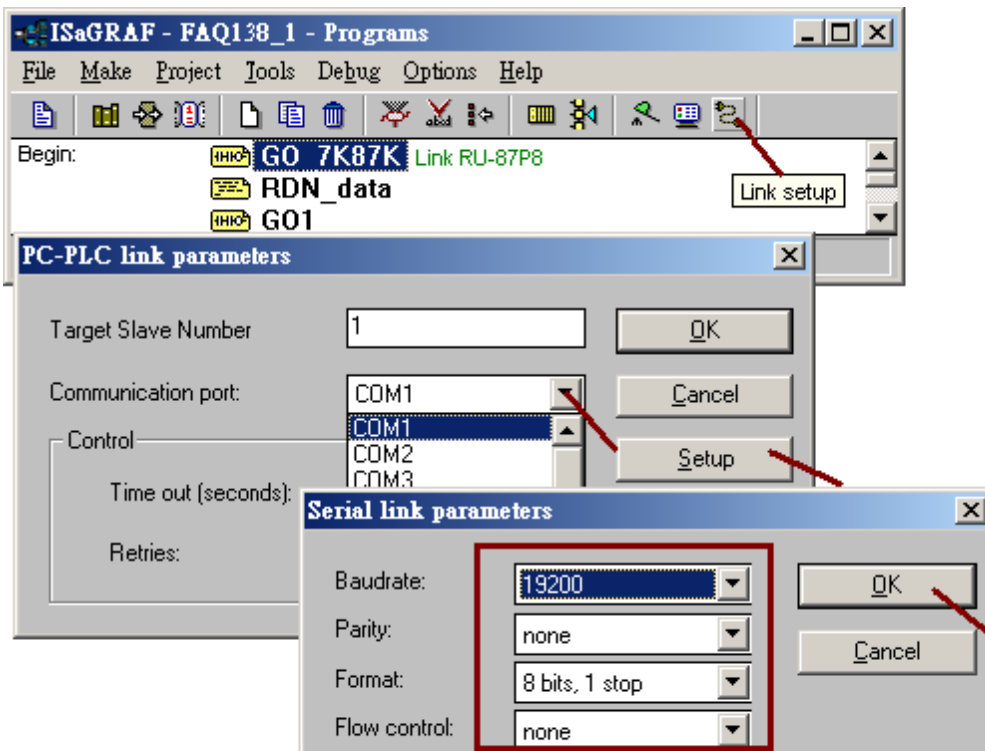 ISaGRAF - FAQ138_1 - Programs
File Make Project Tools Debug Options Help
Begin: GO_7K87K Link RU-87P8
RDN_data
GO1
Link setup
PC-PLC link parameters
Target Slave Number 1 OK
Communication port: COM1 Cancel
COM1
Control COM2 Setup
COM3
Time out (seconds):
Retries:
Serial link parameters
Baudrate: 19200 OK
Parity: none
Cancel
Format: 8 bits, 1 stop
Flow control: none